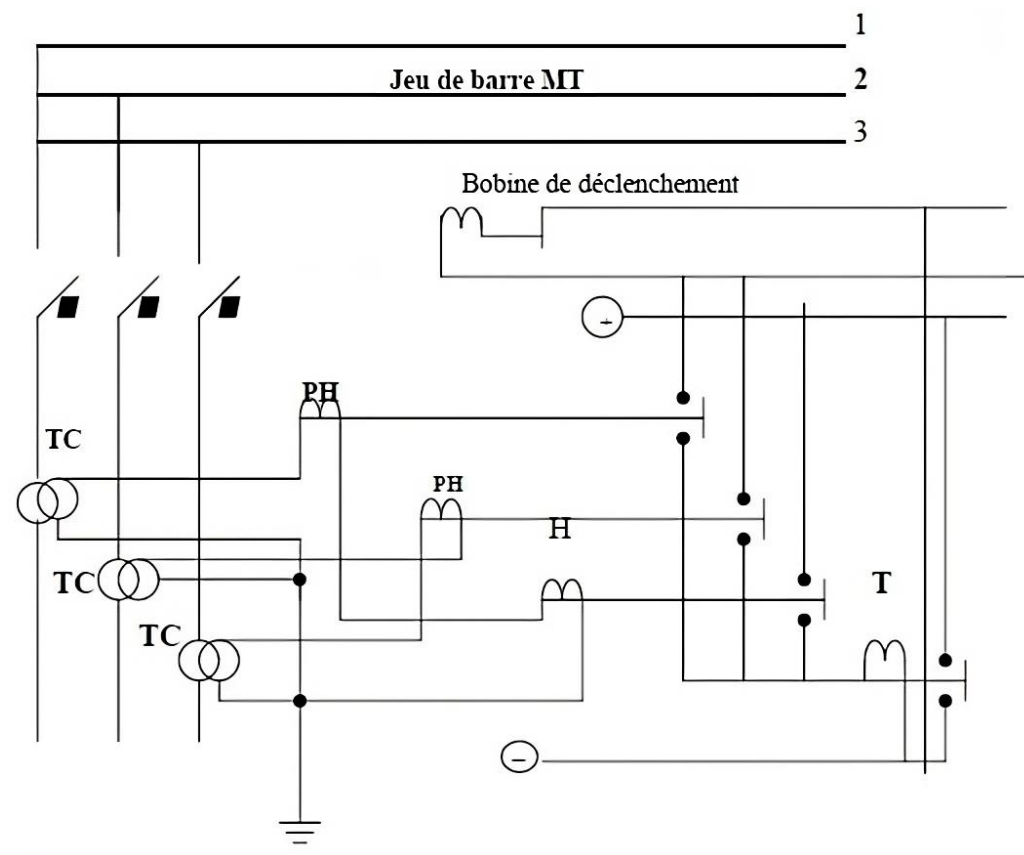 1
Jeu de barre MT
2
3
Bobine de déclenchement
+
PH
TC
PH
H
TC
T
TC
−